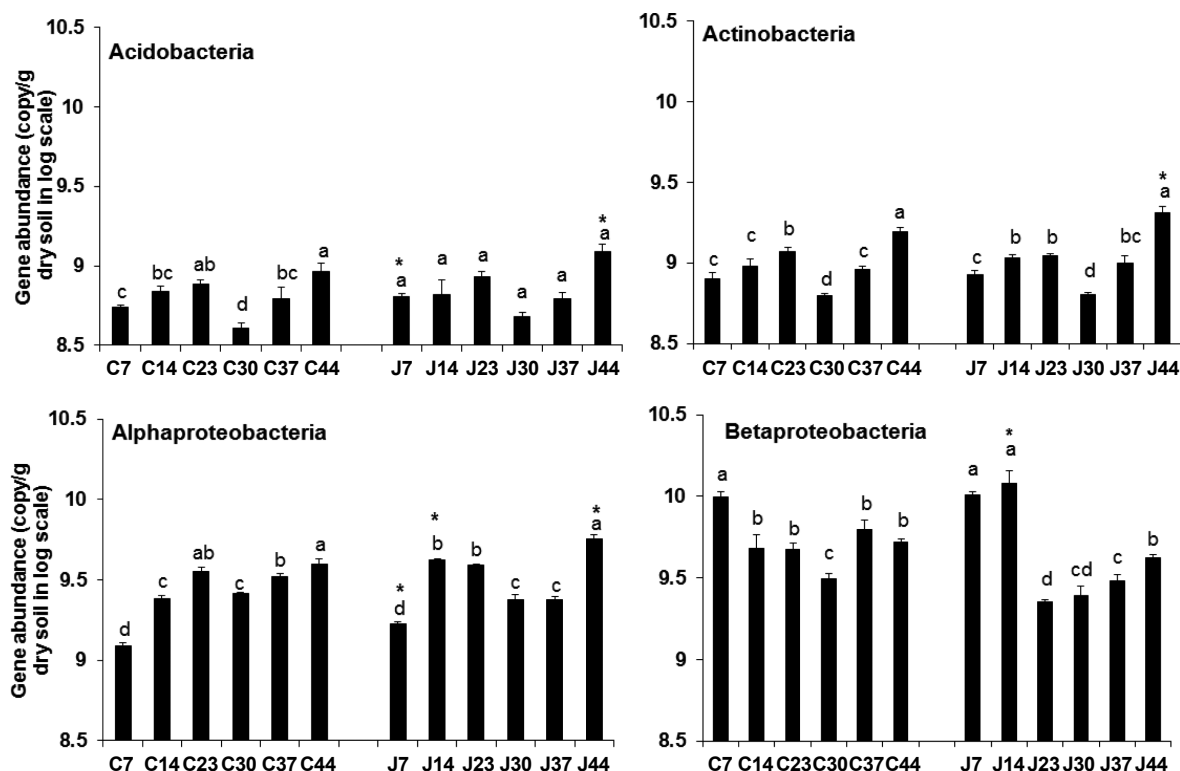 Gene abundance (copy/g
dry soil in log scale)
Acidobacteria
10.5
10
9.5
9
8.5
c bc ab d bc a * a a a a a * a
C7 C14 C23 C30 C37 C44 J7 J14 J23 J30 J37 J44
Actinobacteria
10.5
10
9.5
9
8.5
c c b d c a c b b d bc * a
C7 C14 C23 C30 C37 C44 J7 J14 J23 J30 J37 J44
Gene abundance (copy/g
dry soil in log scale)
Alphaproteobacteria
10.5
10
9.5
9
8.5
d c ab c b a * d * b b c c * a
C7 C14 C23 C30 C37 C44 J7 J14 J23 J30 J37 J44
Betaproteobacteria
10.5
10
9.5
9
8.5
a b b c b b a * a d cd c b
C7 C14 C23 C30 C37 C44 J7 J14 J23 J30 J37 J44